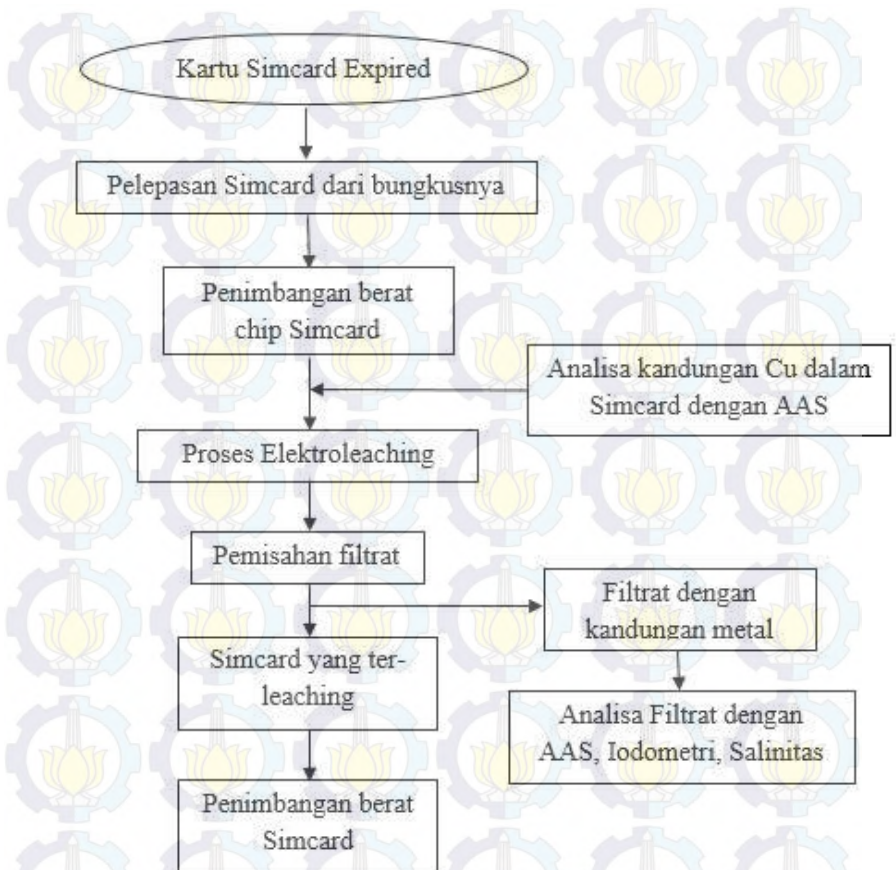 Kartu Simcard Expired
Pelepasan Simcard dari bungkusnya
Penimbangan berat
chip Simcard
Analisa kandungan Cu dalam
Simcard dengan AAS
Proses Elektroleaching
Pemisahan filtrat
Filtrat dengan
kandungan metal
Simcard yang ter-
leaching
Analisa Filtrat dengan
AAS, Iodometri, Salinitas
Penimbangan berat
Simcard